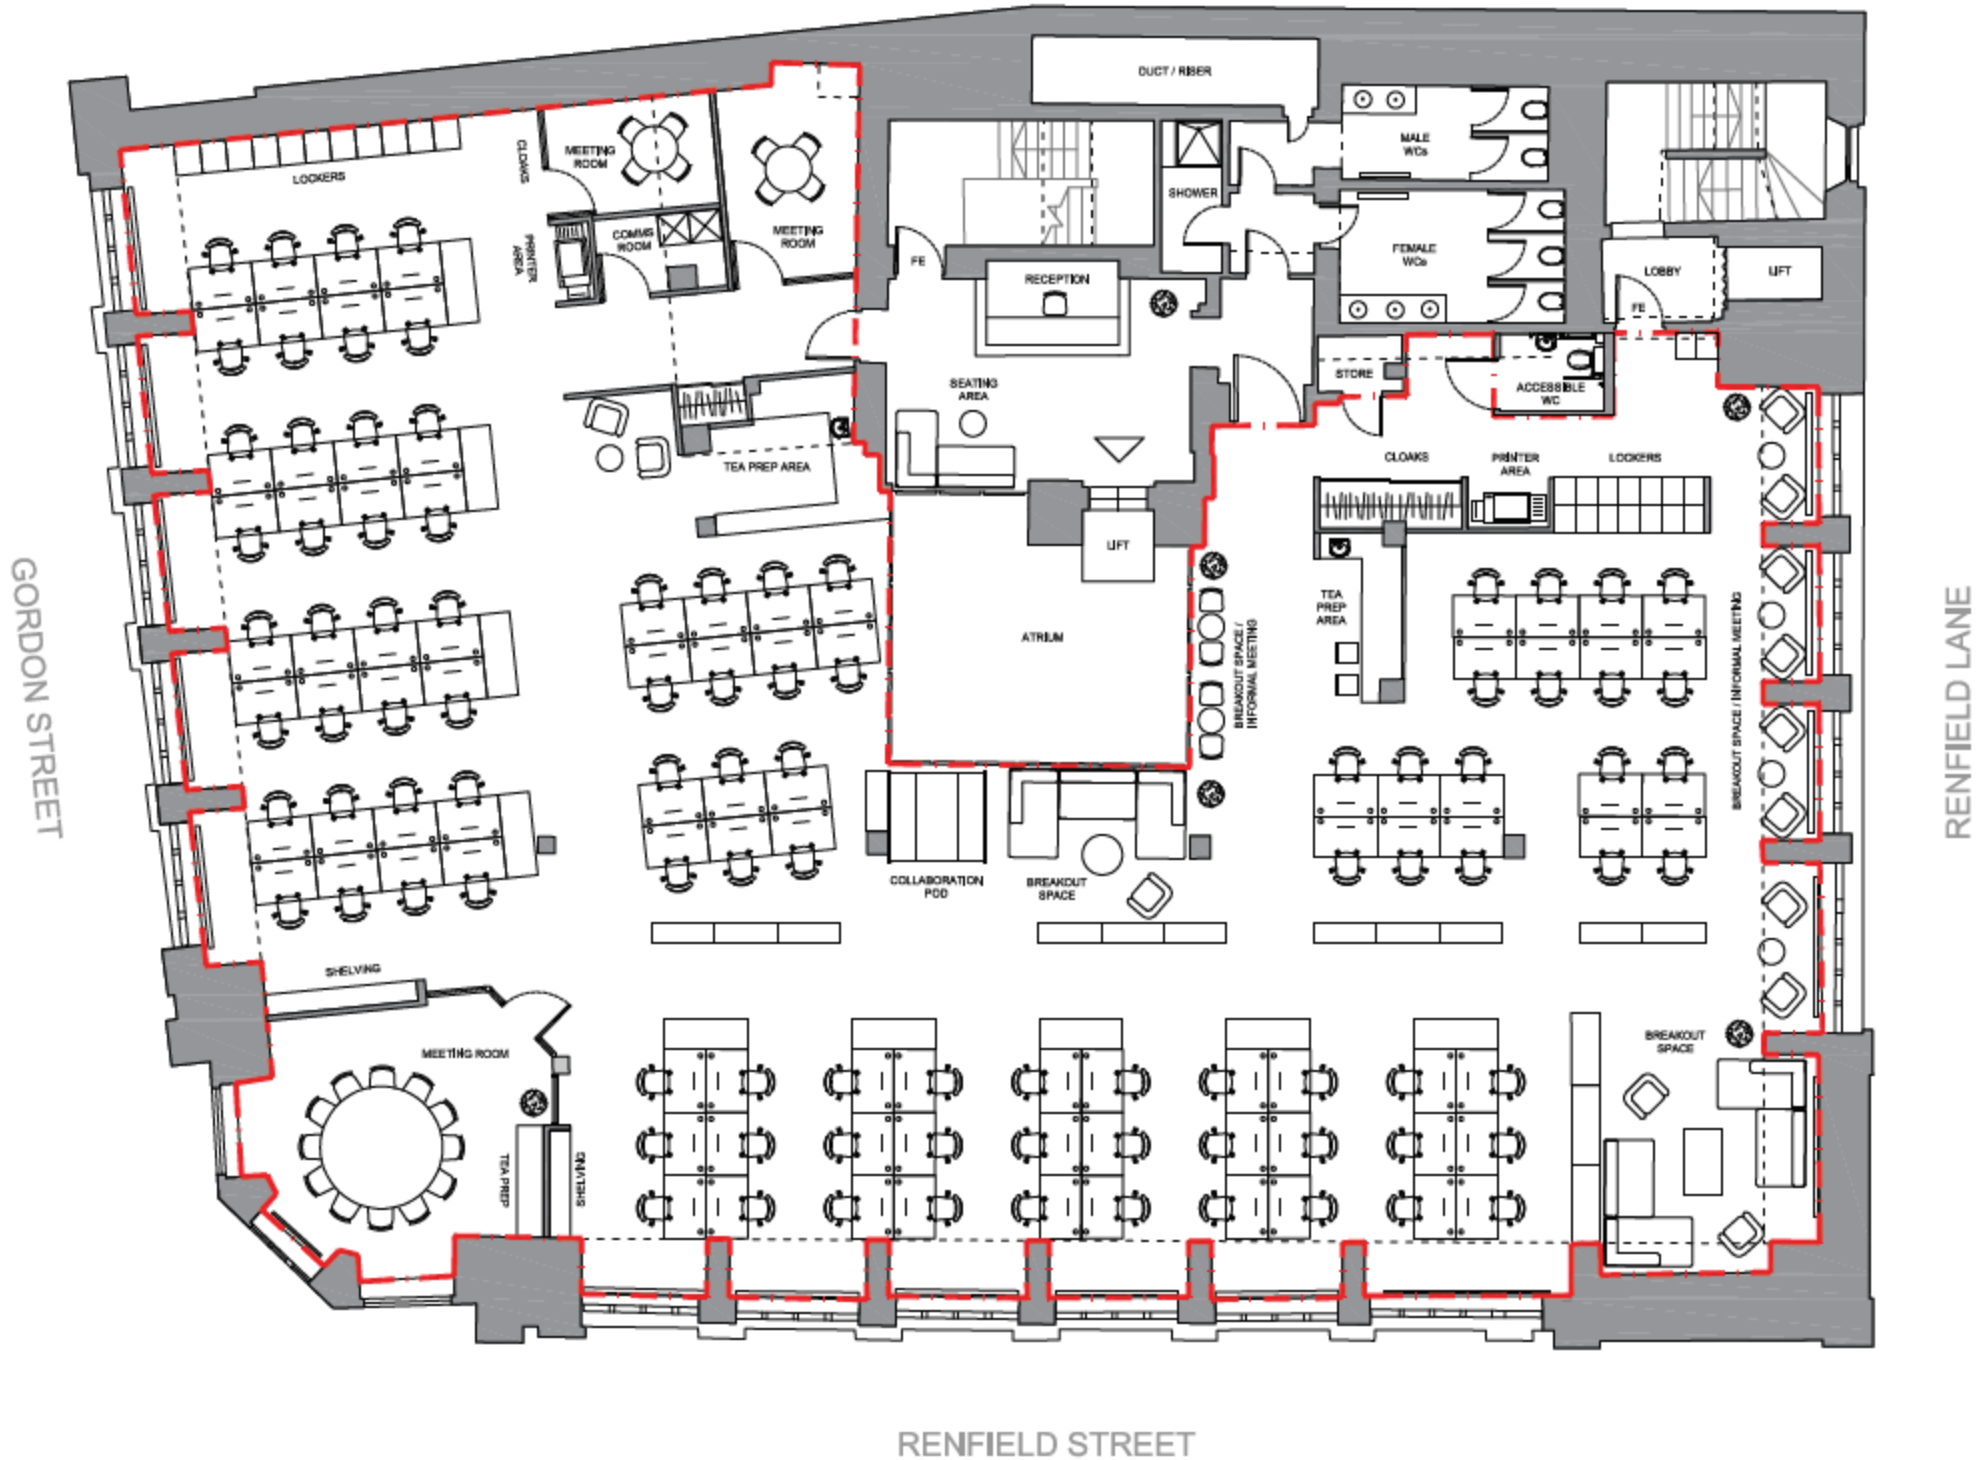 DUCT / RISER
MALE
WCs
CLOAKS
MEETING
ROOM
LOCKERS
SHOWER
PRINTER
AREA
COMMS
ROOM
MEETING
ROOM
FEMALE
WCs
FE
RECEPTION
LOBBY
LIFT
FE
STORE
SEATING
AREA
ACCESSIBLE
WC
TEA PREP AREA
CLOAKS
PRINTER
AREA
LOCKERS
LIFT
TEA
PREP
AREA
ATRIUM
BREAKOUT SPACE /
INFORMAL MEETING
BREAKOUT SPACE / INFORMAL MEETING
GORDON STREET
RENFIELD LANE
COLLABORATION
POD
BREAKOUT
SPACE
SHELVING
MEETING ROOM
BREAKOUT
SPACE
TEA PREP
SHELVING
RENFIELD STREET